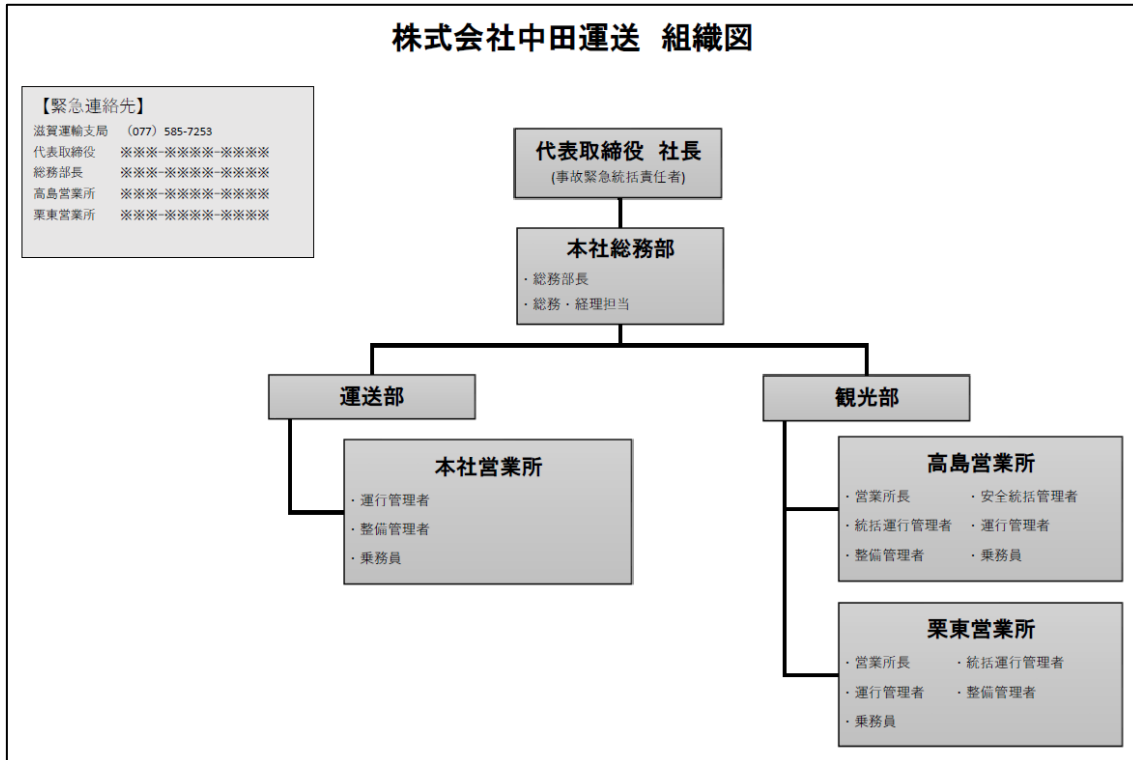 株式会社中田運送 組織図
【緊急連絡先】
滋賀運輸支局 （077）585-7253
代表取締役 ※※※-※※※※-※※※※
総務部長 ※※※-※※※※-※※※※
高島営業所 ※※※-※※※※-※※※※
栗東営業所 ※※※-※※※※-※※※※
代表取締役 社長
(事故緊急統括責任者)
本社総務部
・総務部長
・総務・経理担当
運送部
本社営業所
・運行管理者
・整備管理者
・乗務員
観光部
高島営業所
・営業所長 ・安全統括管理者
・統括運行管理者 ・運行管理者
・整備管理者 ・乗務員
栗東営業所
・営業所長 ・統括運行管理者
・運行管理者 ・整備管理者
・乗務員